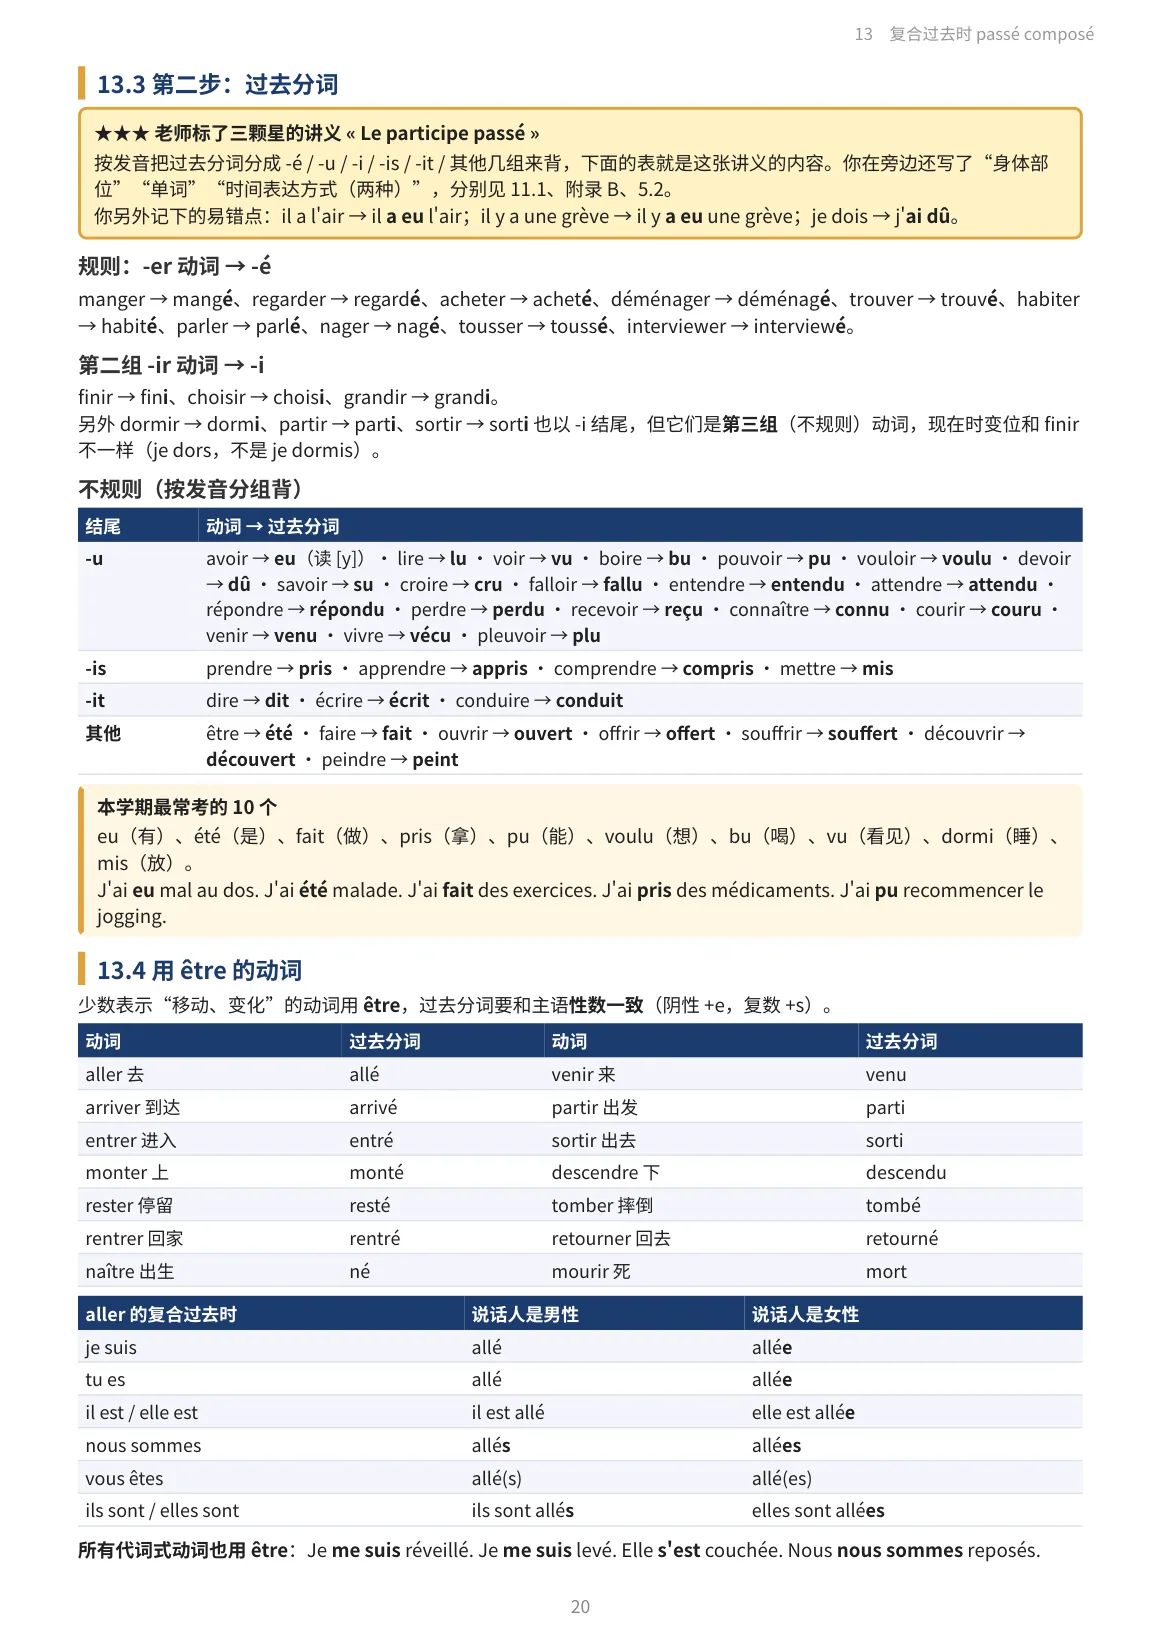 13 复合过去时 passé composé
13.3 第二步：过去分词
★★★ 老师标了三颗星的讲义 « Le participe passé »
按发音把过去分词分成 -é / -u / -i / -is / -it / 其他几组来背，下面的表就是这张讲义的内容。你在旁边还写了“身体部
位”“单词”“时间表达方式（两种）”，分别见 11.1、附录 B、5.2。
你另外记下的易错点：il a l'air → il a eu l'air；il y a une grève → il y a eu une grève；je dois → j'ai dû。
规则：-er 动词 → -é
manger → mangé、regarder → regardé、acheter → acheté、déménager → déménagé、trouver → trouvé、habiter
→ habité、parler → parlé、nager → nagé、tousser → toussé、interviewer → interviewé。
第二组 -ir 动词 → -i
finir → fini、choisir → choisi、grandir → grandi。
另外 dormir → dormi、partir → parti、sortir → sorti 也以 -i 结尾，但它们是第三组（不规则）动词，现在时变位和 finir
不一样（je dors，不是 je dormis）。
不规则（按发音分组背）
结尾 动词 → 过去分词
-u avoir → eu（读 [y]）・ lire → lu ・ voir → vu ・ boire → bu ・ pouvoir → pu ・ vouloir → voulu ・ devoir
→ dû ・ savoir → su ・ croire → cru ・ falloir → fallu ・ entendre → entendu ・ attendre → attendu ・
répondre → répondu ・ perdre → perdu ・ recevoir → reçu ・ connaître → connu ・ courir → couru ・
venir → venu ・ vivre → vécu ・ pleuvoir → plu
-is prendre → pris ・ apprendre → appris ・ comprendre → compris ・ mettre → mis
-it dire → dit ・ écrire → écrit ・ conduire → conduit
其他 être → été ・ faire → fait ・ ouvrir → ouvert ・ offrir → offert ・ souffrir → souffert ・ découvrir →
découvert ・ peindre → peint
本学期最常考的 10 个
eu（有）、été（是）、fait（做）、pris（拿）、pu（能）、voulu（想）、bu（喝）、vu（看见）、dormi（睡）、
mis（放）。
J'ai eu mal au dos. J'ai été malade. J'ai fait des exercices. J'ai pris des médicaments. J'ai pu recommencer le
jogging.
13.4 用 être 的动词
少数表示“移动、变化”的动词用 être，过去分词要和主语性数一致（阴性 +e，复数 +s）。
动词 过去分词 动词 过去分词
aller 去 allé venir 来 venu
arriver 到达 arrivé partir 出发 parti
entrer 进入 entré sortir 出去 sorti
monter 上 monté descendre 下 descendu
rester 停留 resté tomber 摔倒 tombé
rentrer 回家 rentré retourner 回去 retourné
naître 出生 né mourir 死 mort
aller 的复合过去时 说话人是男性 说话人是女性
je suis allé allée
tu es allé allée
il est / elle est il est allé elle est allée
nous sommes allés allées
vous êtes allé(s) allé(es)
ils sont / elles sont ils sont allés elles sont allées
所有代词式动词也用 être：Je me suis réveillé. Je me suis levé. Elle s'est couchée. Nous nous sommes reposés.
20